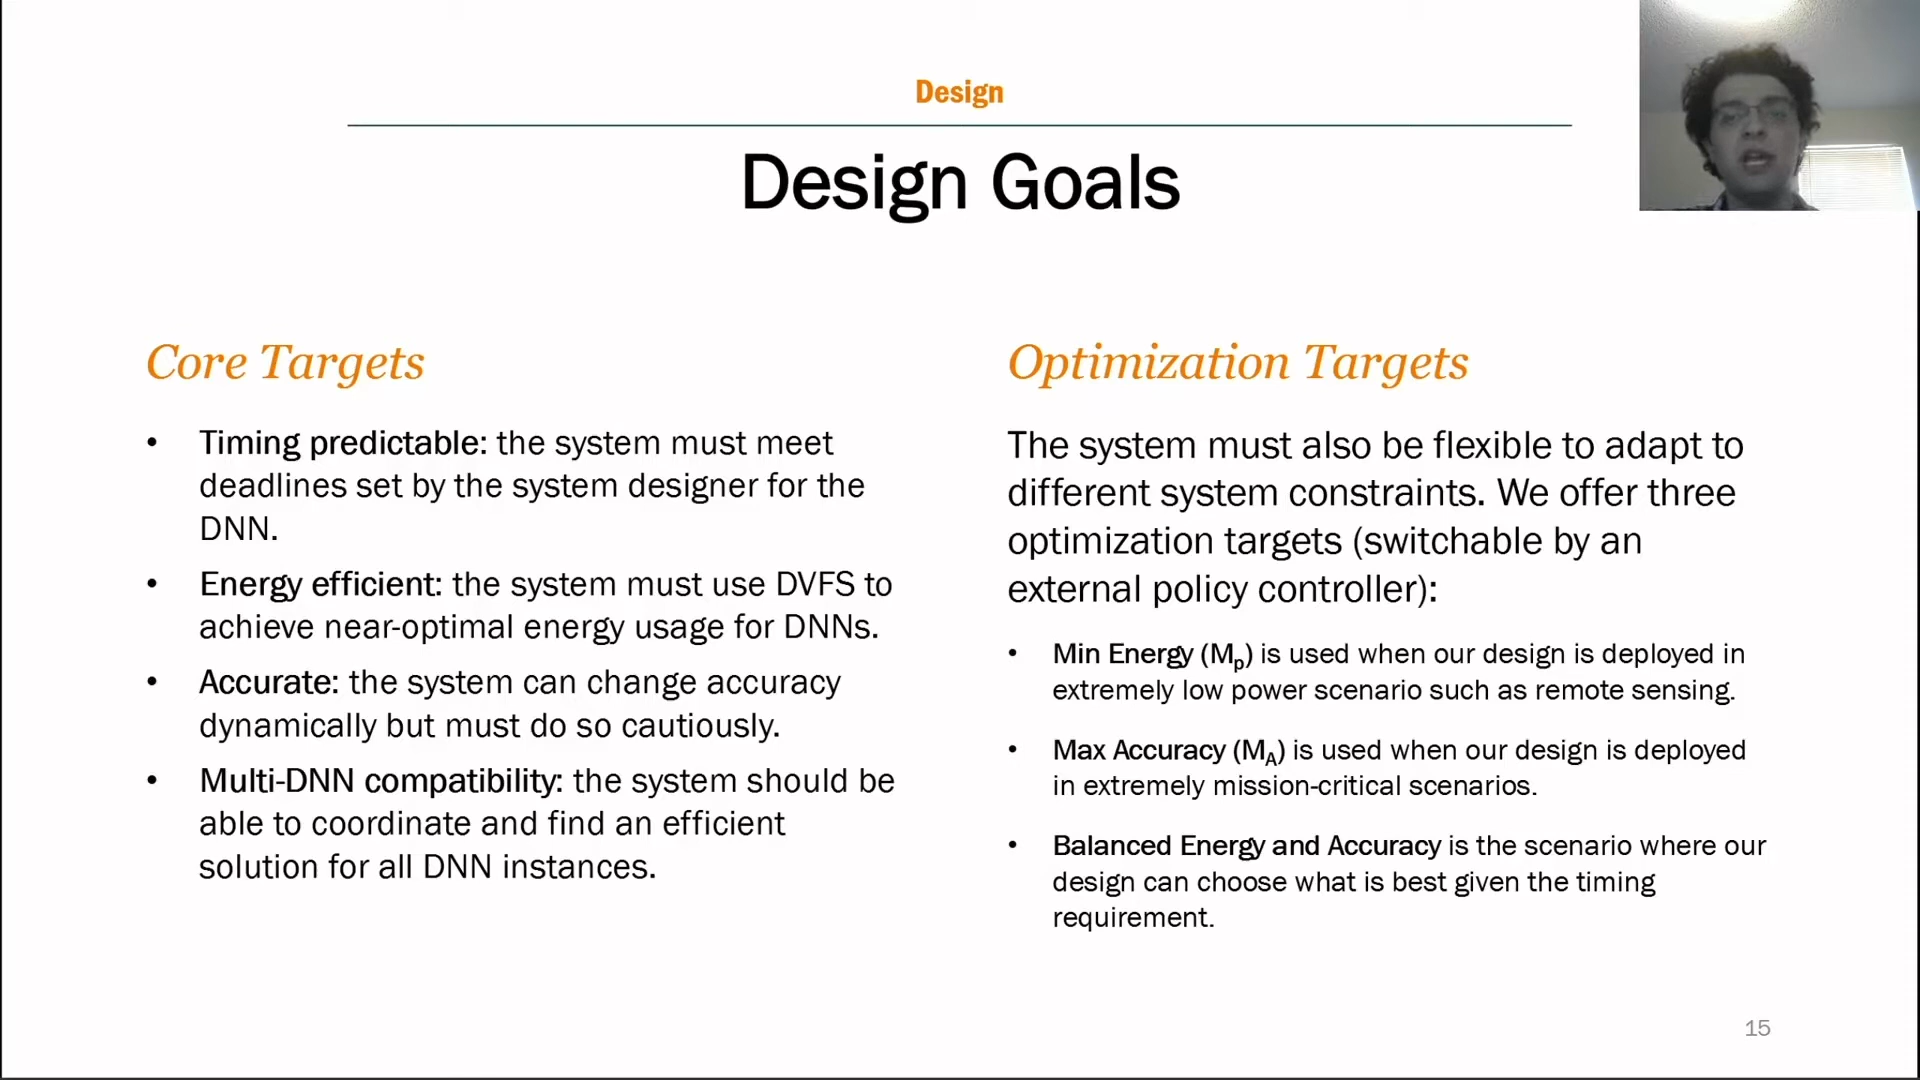 Design
Design Goals
Core Targets
• Timing predictable: the system must meet
deadlines set by the system designer for the
DNN.
• Energy efficient: the system must use DVFS to
achieve near-optimal energy usage for DNNs.
• Accurate: the system can change accuracy
dynamically but must do so cautiously.
• Multi-DNN compatibility: the system should be
able to coordinate and find an efficient
solution for all DNN instances.
Optimization Targets
The system must also be flexible to adapt to
different system constraints. We offer three
optimization targets (switchable by an
external policy controller):
• Min Energy (Mp) is used when our design is deployed in
extremely low power scenario such as remote sensing.
• Max Accuracy (MA) is used when our design is deployed
in extremely mission-critical scenarios.
• Balanced Energy and Accuracy is the scenario where our
design can choose what is best given the timing
requirement.
15